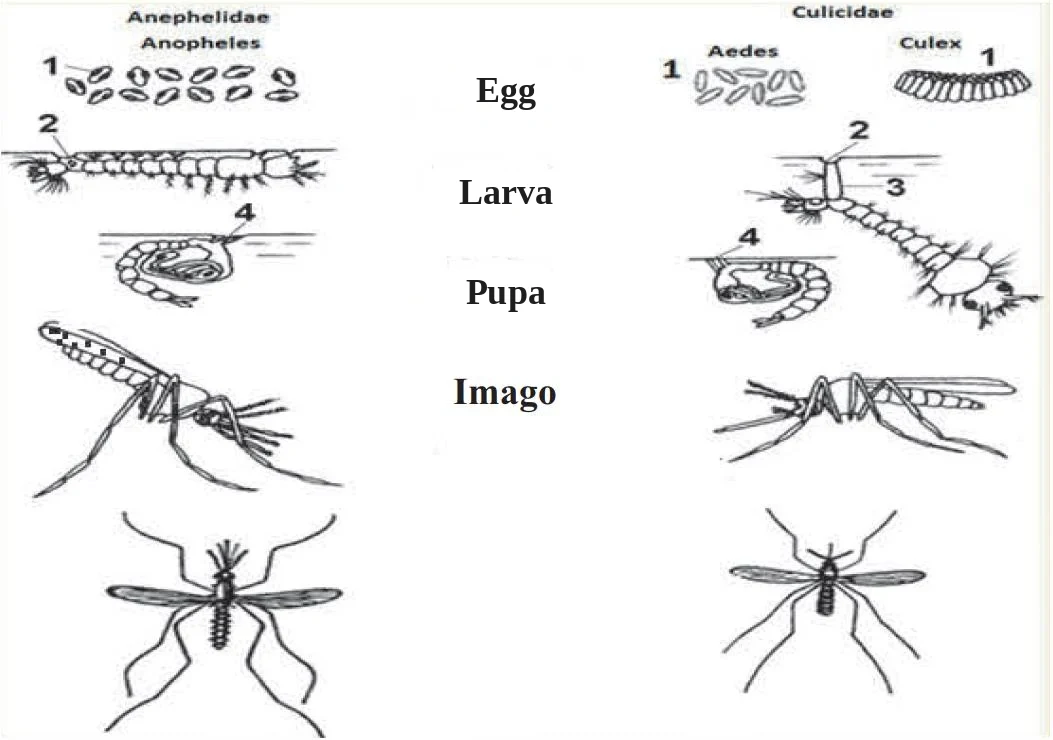 Anephelidae
Anopheles
Culicidae
Aedes
Culex
1
Egg
1
1
2
Larva
2
3
4
Pupa
4
Imago